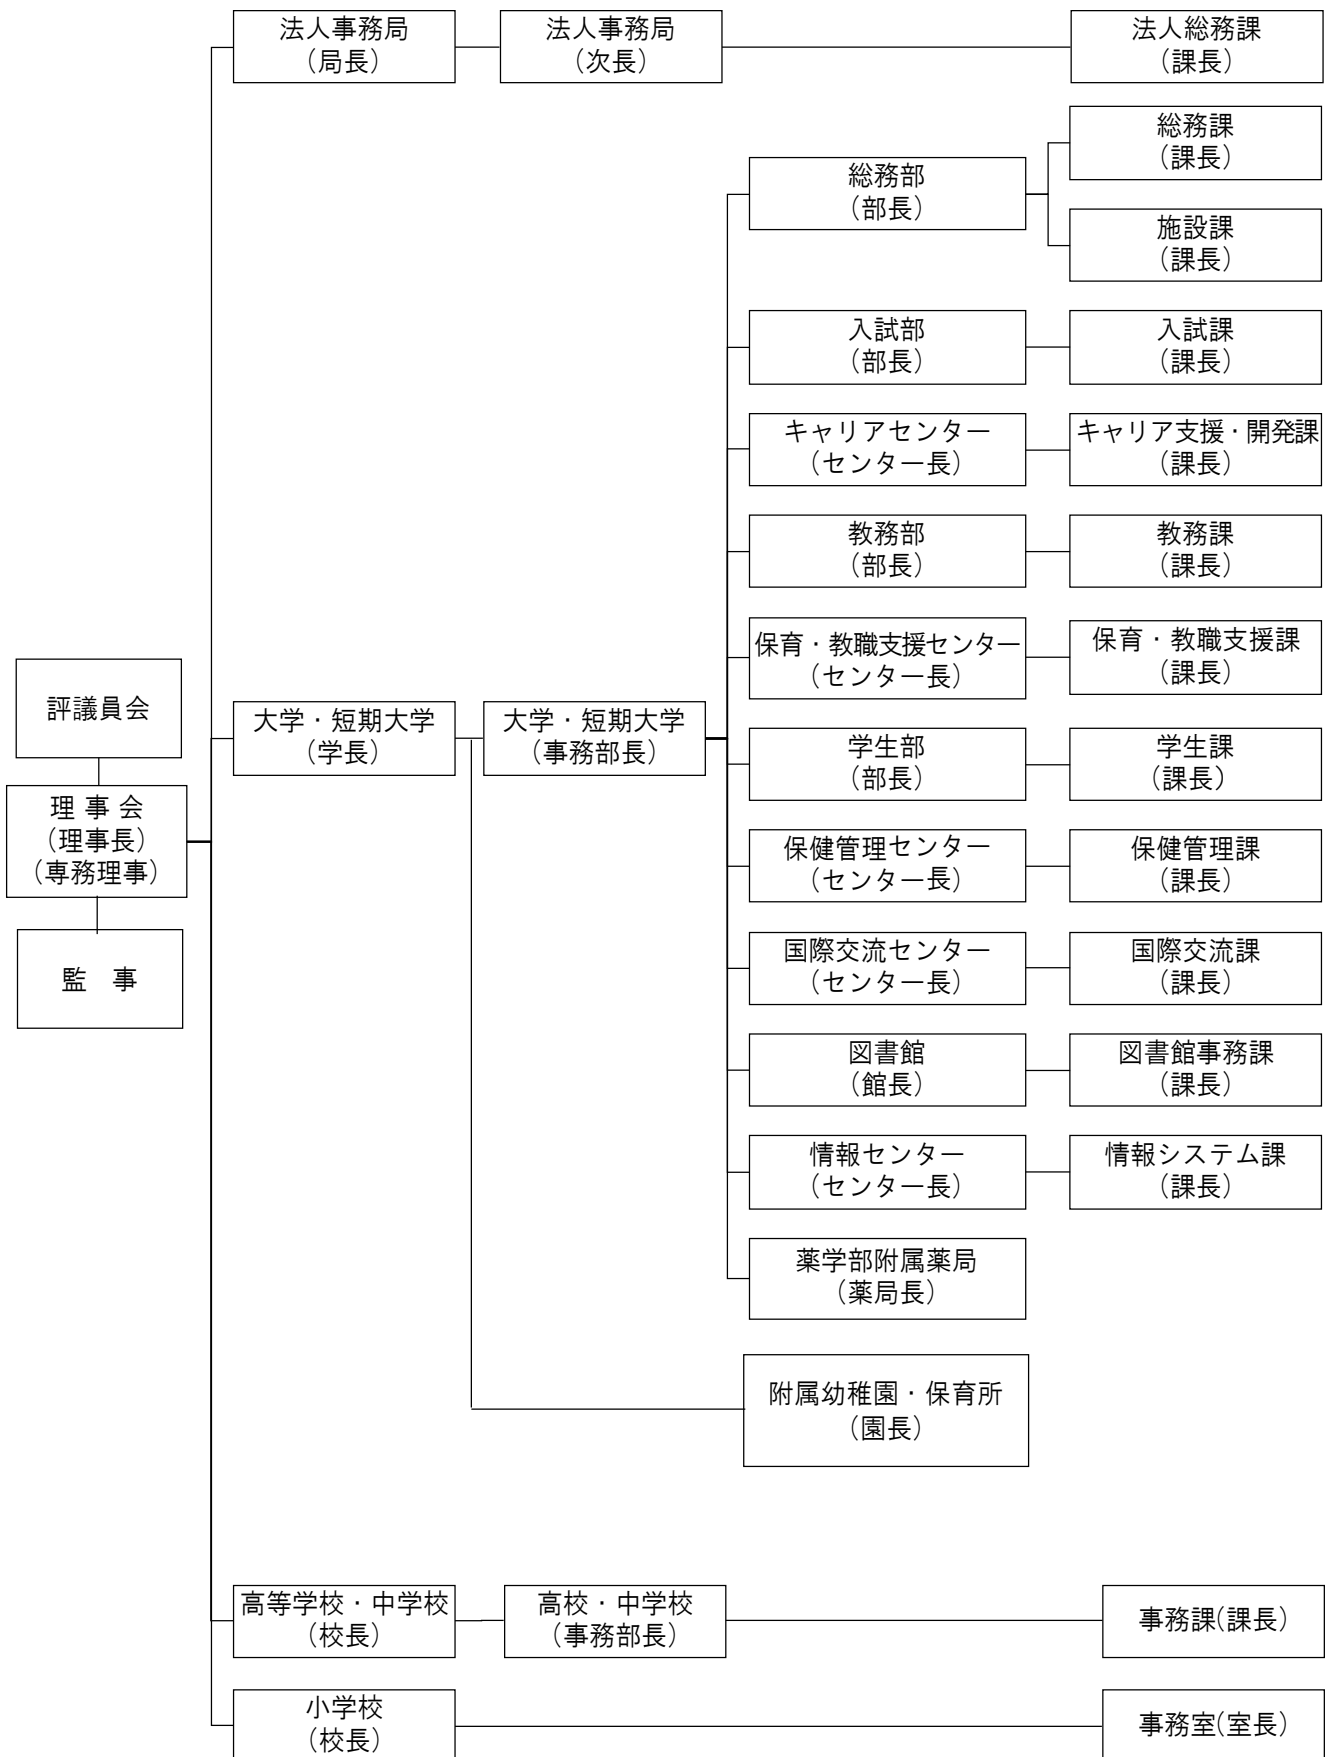 法人事務局
（局長）
法人事務局
（次長）
法人総務課
（課長）
総務部
（部長）
総務課
（課長）
施設課
（課長）
入試部
（部長）
入試課
（課長）
キャリアセンター
（センター長）
キャリア支援・開発課
（課長）
教務部
（部長）
教務課
（課長）
保育・教職支援センター
（センター長）
保育・教職支援課
（課長）
評議員会
理 事 会
（理事長）
（専務理事）
監　事
大学・短期大学
（学長）
大学・短期大学
（事務部長）
学生部
（部長）
学生課
（課長）
保健管理センター
（センター長）
保健管理課
（課長）
国際交流センター
（センター長）
国際交流課
（課長）
図書館
（館長）
図書館事務課
（課長）
情報センター
（センター長）
情報システム課
（課長）
薬学部附属薬局
（薬局長）
附属幼稚園・保育所
（園長）
高等学校・中学校
（校長）
高校・中学校
（事務部長）
事務課(課長）
小学校
（校長）
事務室(室長）